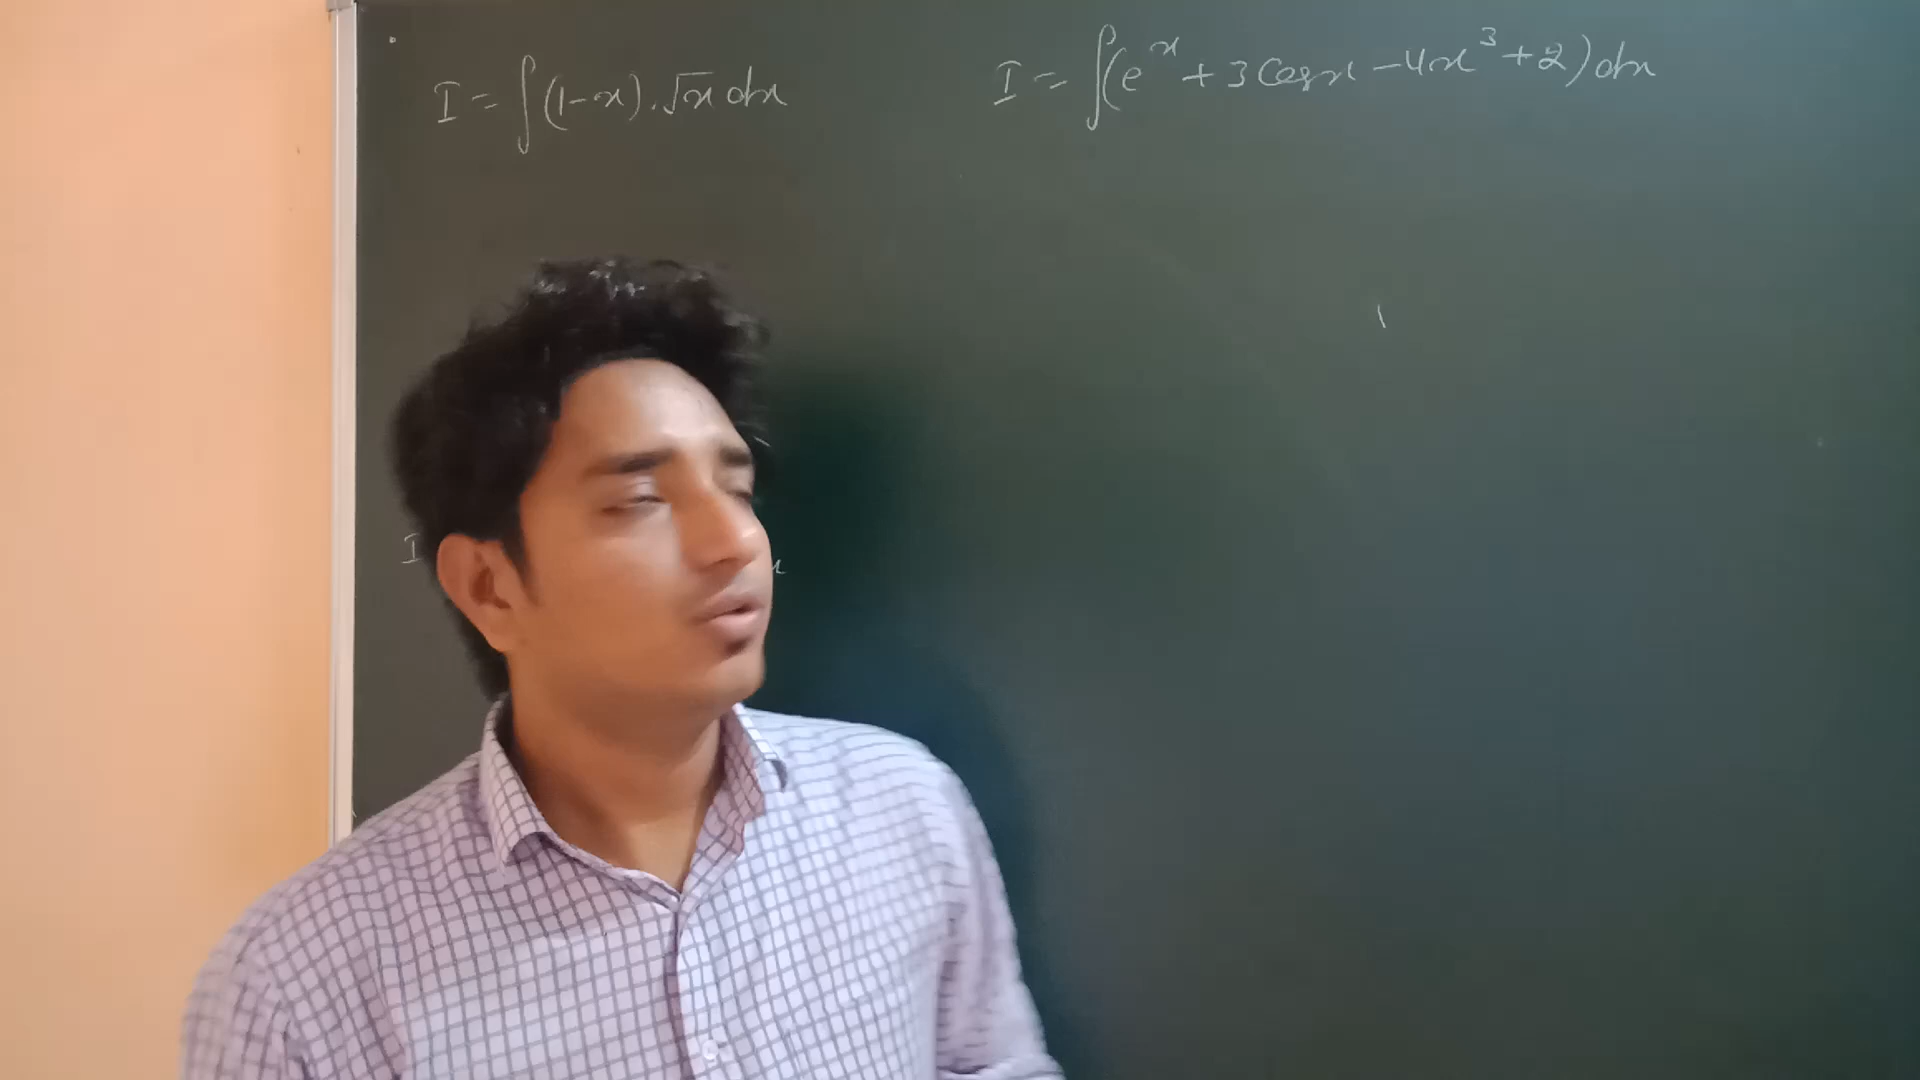 I = ∫(1-x).√x dx
I = ∫(e^x + 3 Cos x - 4x^3 + 2) dx
I
x